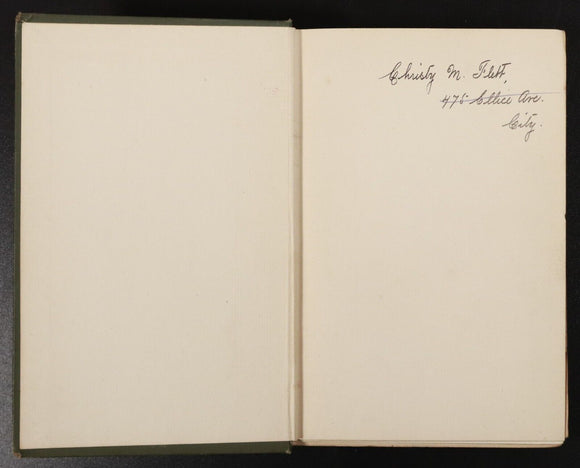 Christy M. Flett,
475 Ellice Ave.
City.